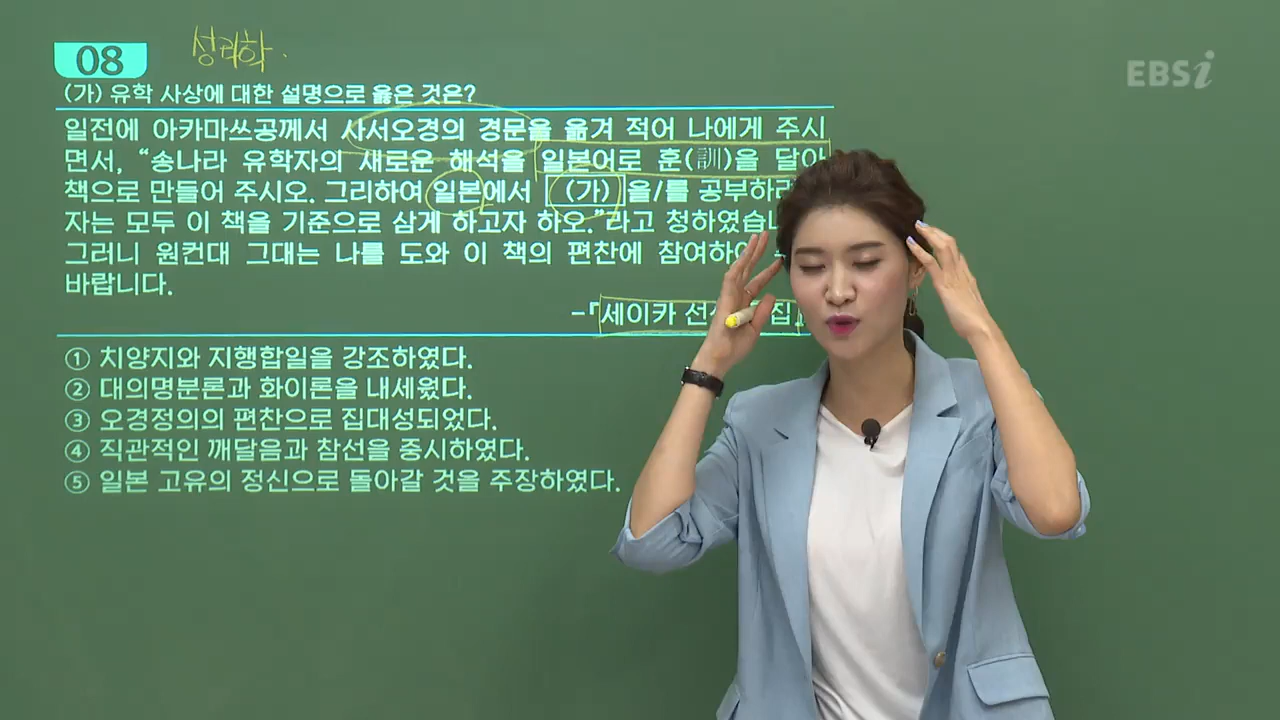 08
성리학.
EBSi
(가) 유학 사상에 대한 설명으로 옳은 것은?
일전에 아카마쓰공께서 사서오경의 경문을 옮겨 적어 나에게 주시
면서, “송나라 유학자의 새로운 해석을 일본어로 훈(訓)을 달아
책으로 만들어 주시오. 그리하여 일본에서 (가) 을/를 공부하려
자는 모두 이 책을 기준으로 삼게 하고자 하오.”라고 청하였습
그러니 원컨대 그대는 나를 도와 이 책의 편찬에 참여하
바랍니다.
-『세이카 선 집』
① 치양지와 지행합일을 강조하였다.
② 대의명분론과 화이론을 내세웠다.
③ 오경정의의 편찬으로 집대성되었다.
④ 직관적인 깨달음과 참선을 중시하였다.
⑤ 일본 고유의 정신으로 돌아갈 것을 주장하였다.